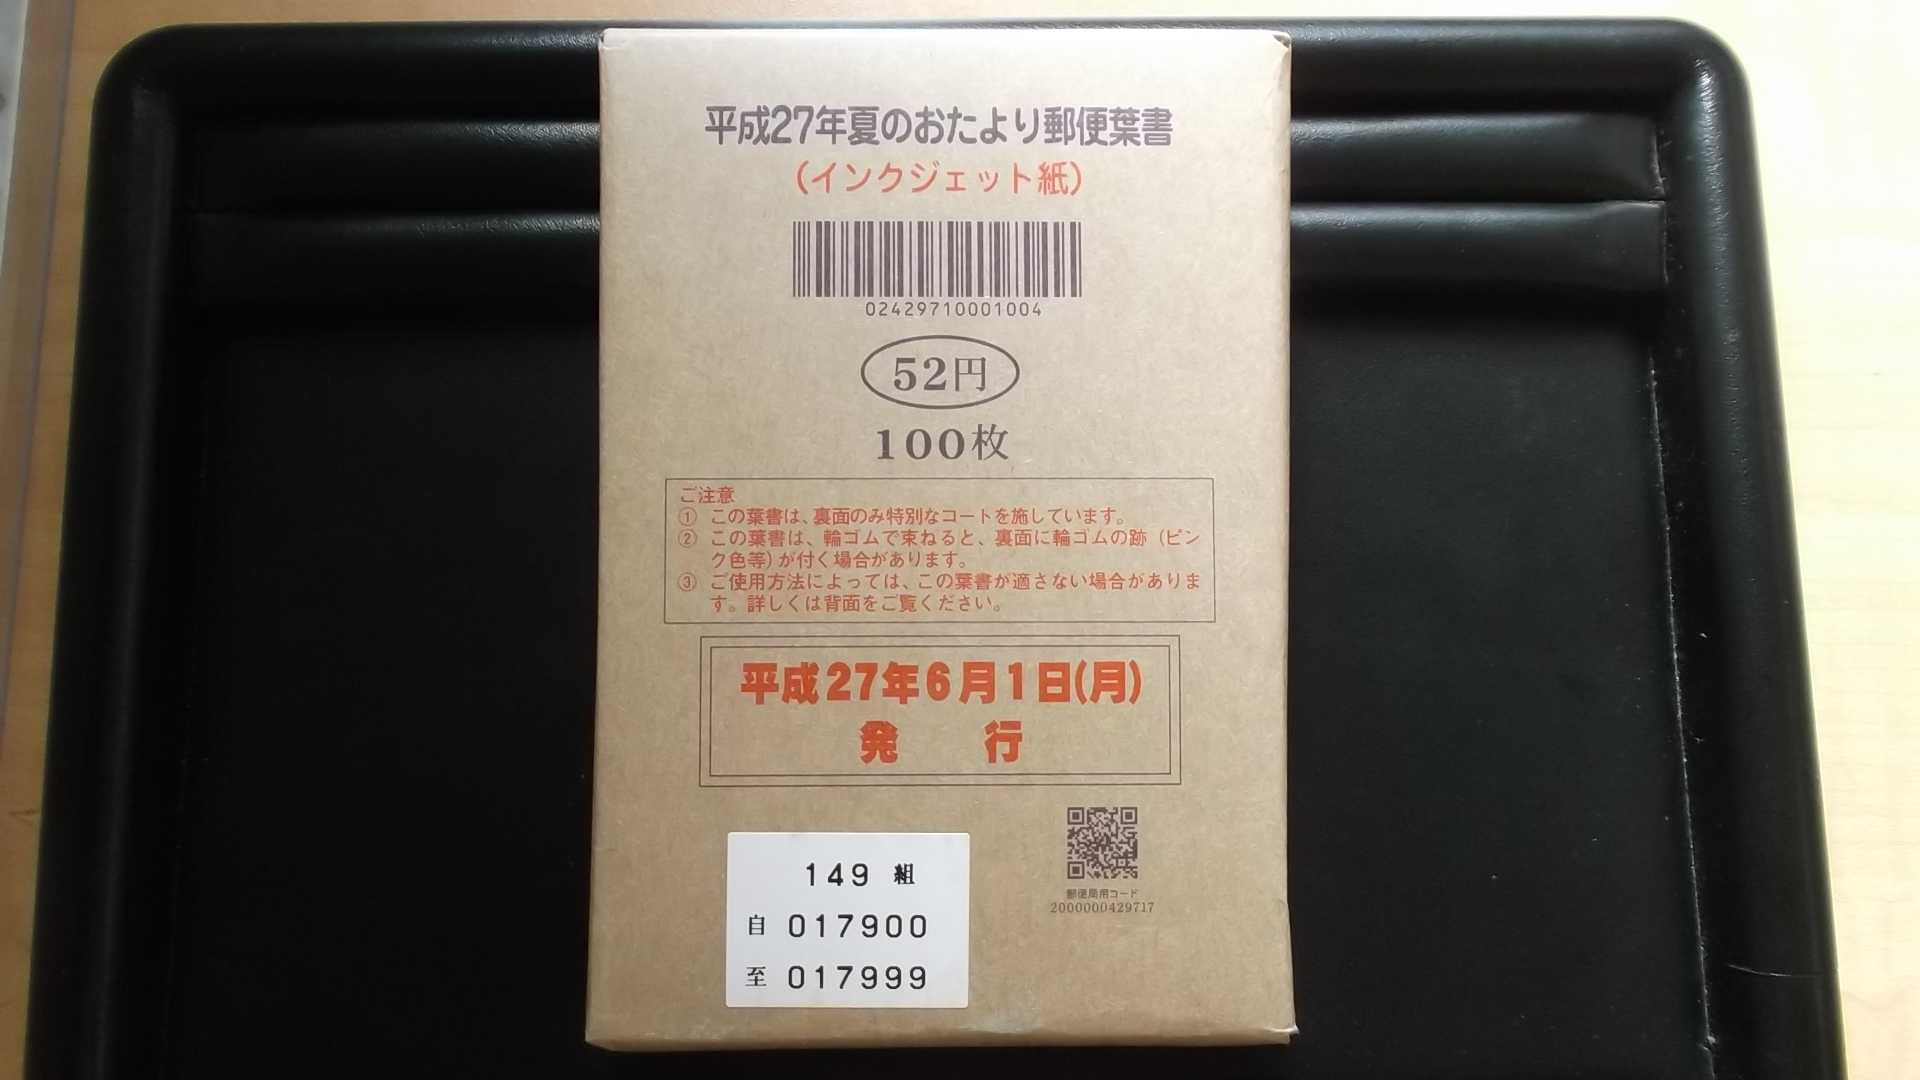 平成27年夏のおたより郵便葉書
(インクジェット紙)
02429710001004
52円
100枚
ご注意
① この葉書は、裏面のみ特別なコートを施しています。
② この葉書は、輪ゴムで束ねると、裏面に輪ゴムの跡(ピン
ク色等)が付く場合があります。
③ ご使用方法によっては、この葉書が適さない場合がありま
す。詳しくは背面をご覧ください。
平成27年6月1日(月)
発 行
149 組
自 017900
至 017999
郵便局用コード
2000000429717